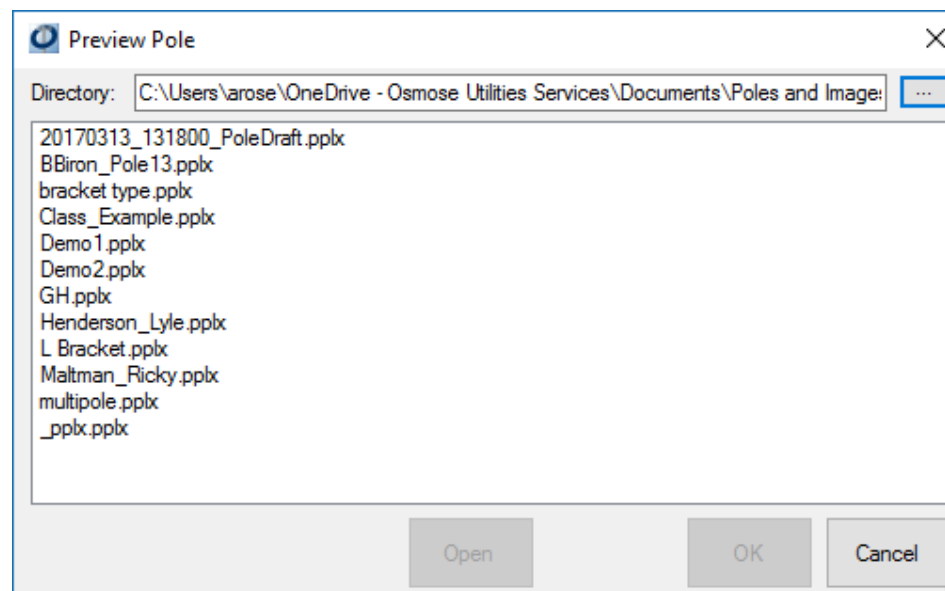 Preview Pole
Directory: C:\Users\arose\OneDrive - Osmose Utilities Services\Documents\Poles and Images ...
20170313_131800_PoleDraft.pplx
BBiron_Pole13.pplx
bracket type.pplx
Class_Example.pplx
Demo1.pplx
Demo2.pplx
GH.pplx
Henderson_Lyle.pplx
L Bracket.pplx
Maltman_Ricky.pplx
multipole.pplx
_pplx.pplx
Open OK Cancel